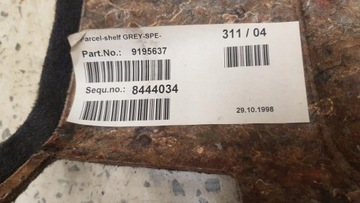 Parcel-shelf GREY-SPE-
311 / 04
Part.No.: 9195637
Sequ.no.: 8444034
29.10.1998